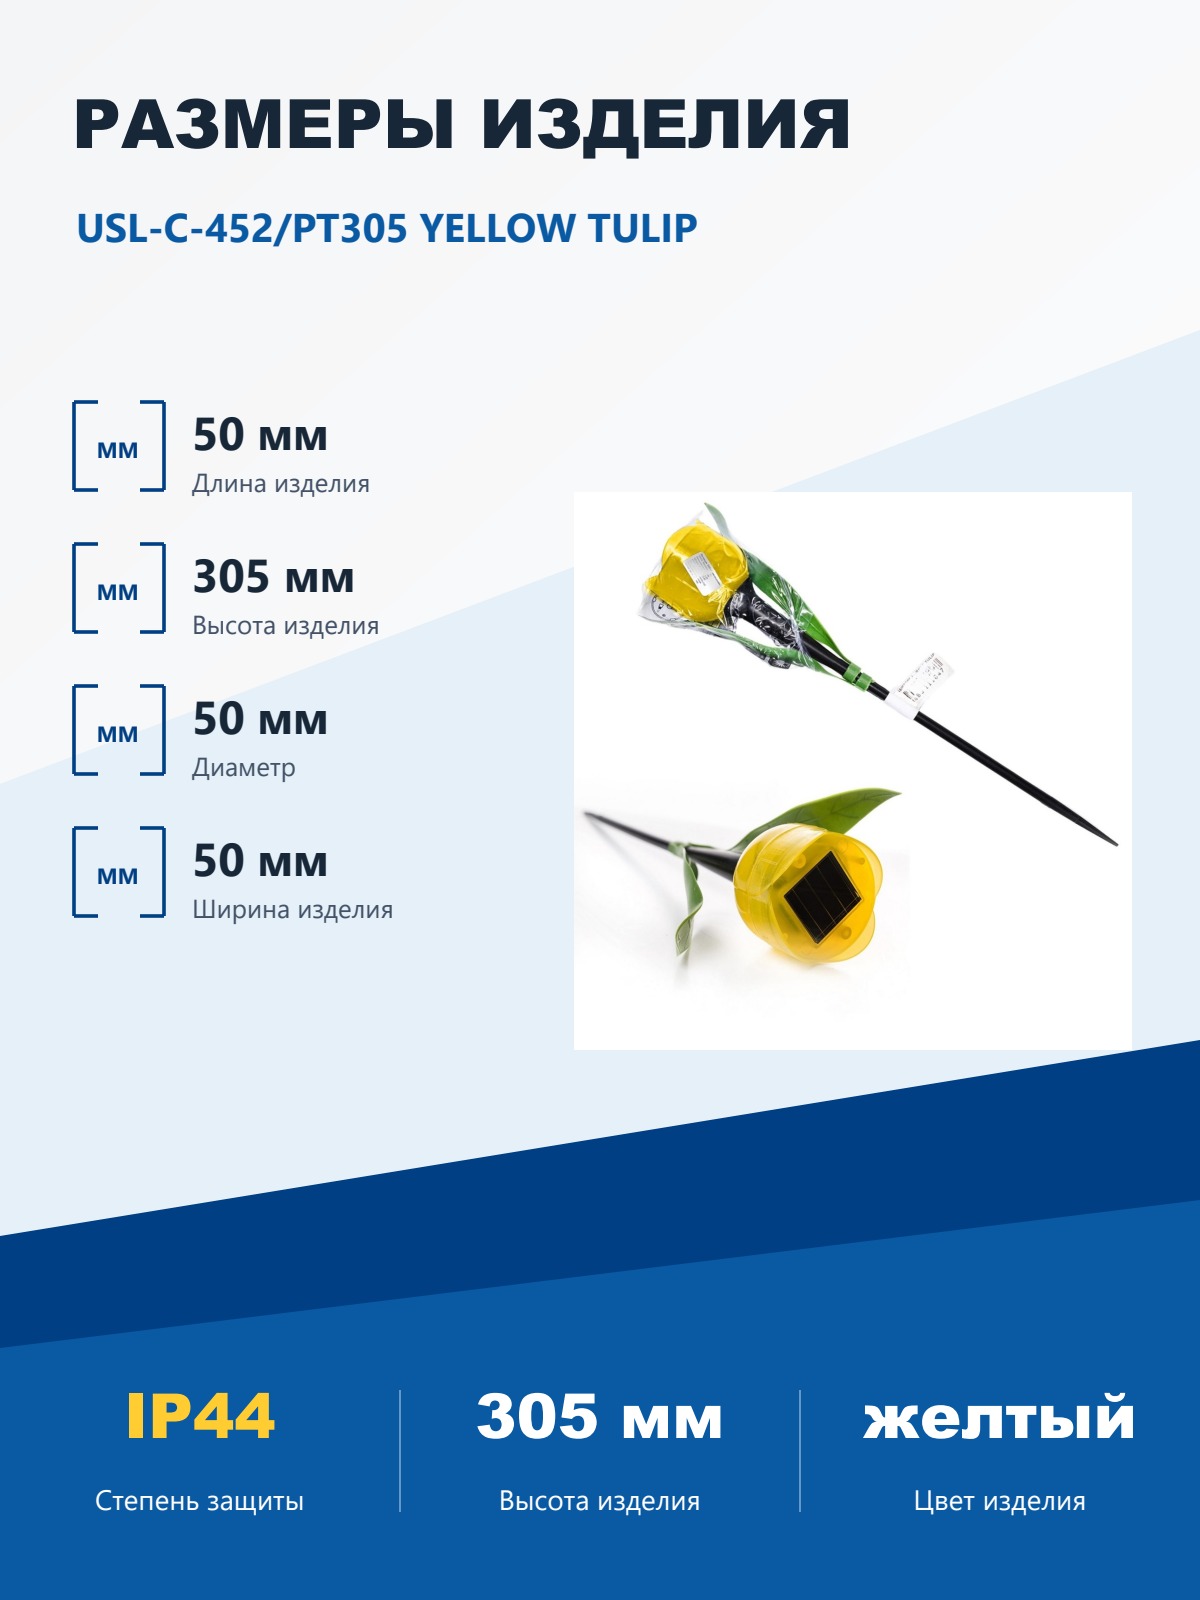 РАЗМЕРЫ ИЗДЕЛИЯ
USL-C-452/PT305 YELLOW TULIP
мм
50 мм
Длина изделия
мм
305 мм
Высота изделия
мм
50 мм
Диаметр
мм
50 мм
Ширина изделия
IP44
Степень защиты
305 мм
Высота изделия
желтый
Цвет изделия